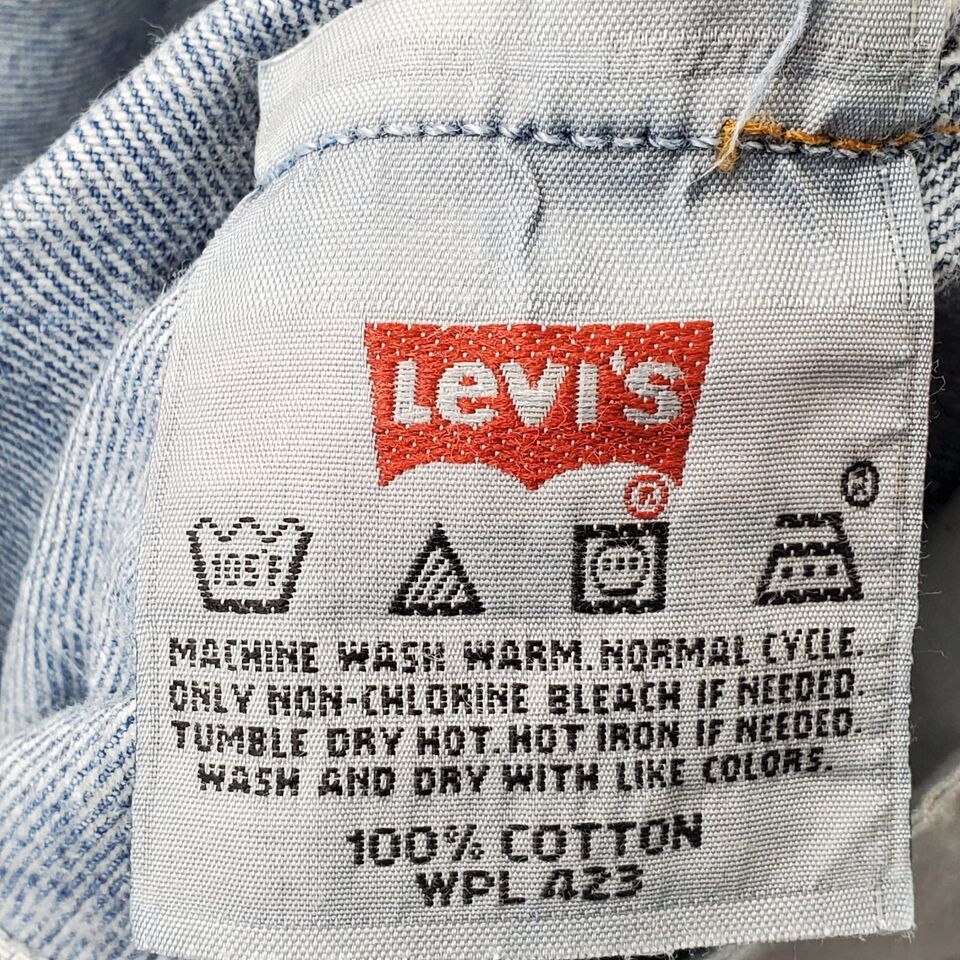 Levi's
®
®
105°F
MACHINE WASH WARM. NORMAL CYCLE.
ONLY NON-CHLORINE BLEACH IF NEEDED.
TUMBLE DRY HOT. HOT IRON IF NEEDED.
WASH AND DRY WITH LIKE COLORS.
100% COTTON
WPL 423